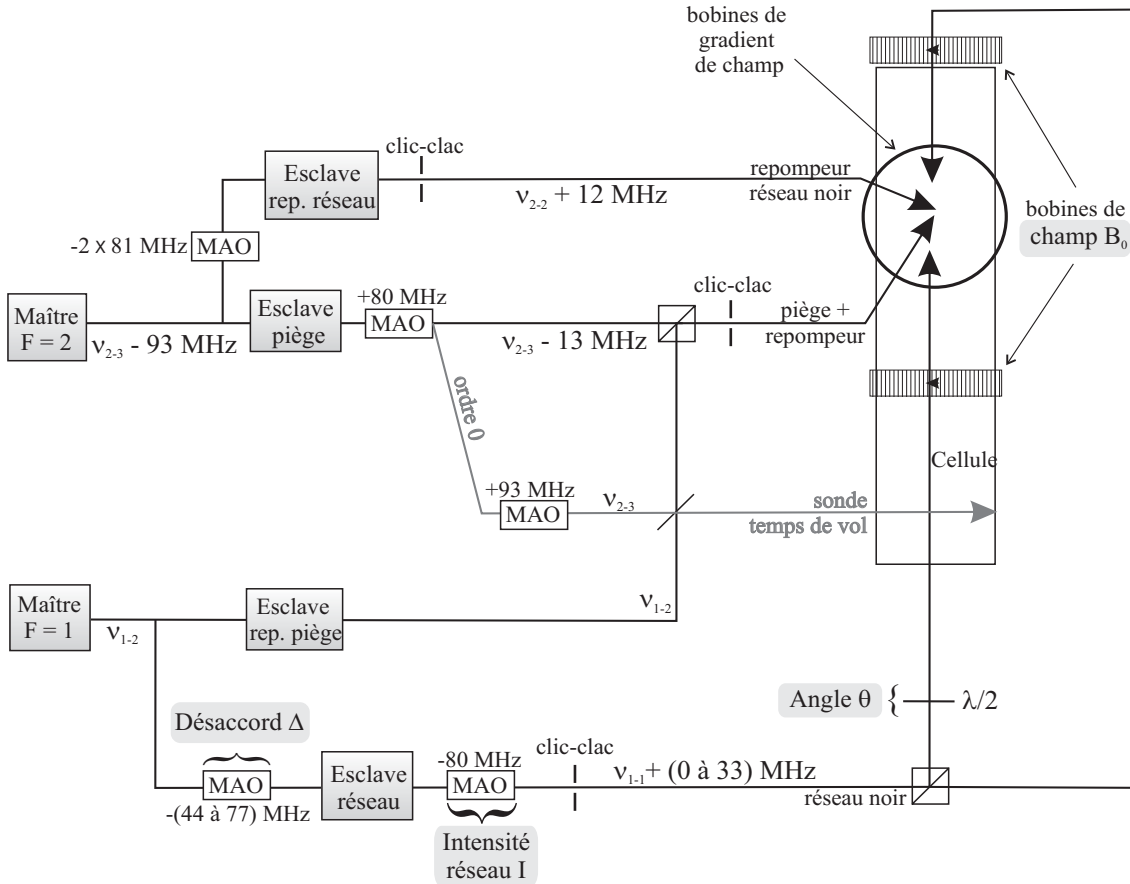 bobines de
gradient
de champ
clic-clac
Esclave
rep. réseau
repompeur
réseau noir
ν2-2 + 12 MHz
-2 x 81 MHz
MAO
bobines de
champ B0
Maître
F = 2
ν2-3 - 93 MHz
Esclave
piège
+80 MHz
MAO
ν2-3 - 13 MHz
clic-clac
piège +
repompeur
ordre 0
Cellule
+93 MHz
MAO
ν2-3
sonde
temps de vol
Maître
F = 1
ν1-2
Esclave
rep. piège
ν1-2
Angle θ
{
λ/2
Désaccord Δ
MAO
-(44 à 77) MHz
Esclave
réseau
-80 MHz
MAO
clic-clac
ν1-1+ (0 à 33) MHz
réseau noir
Intensité
réseau I